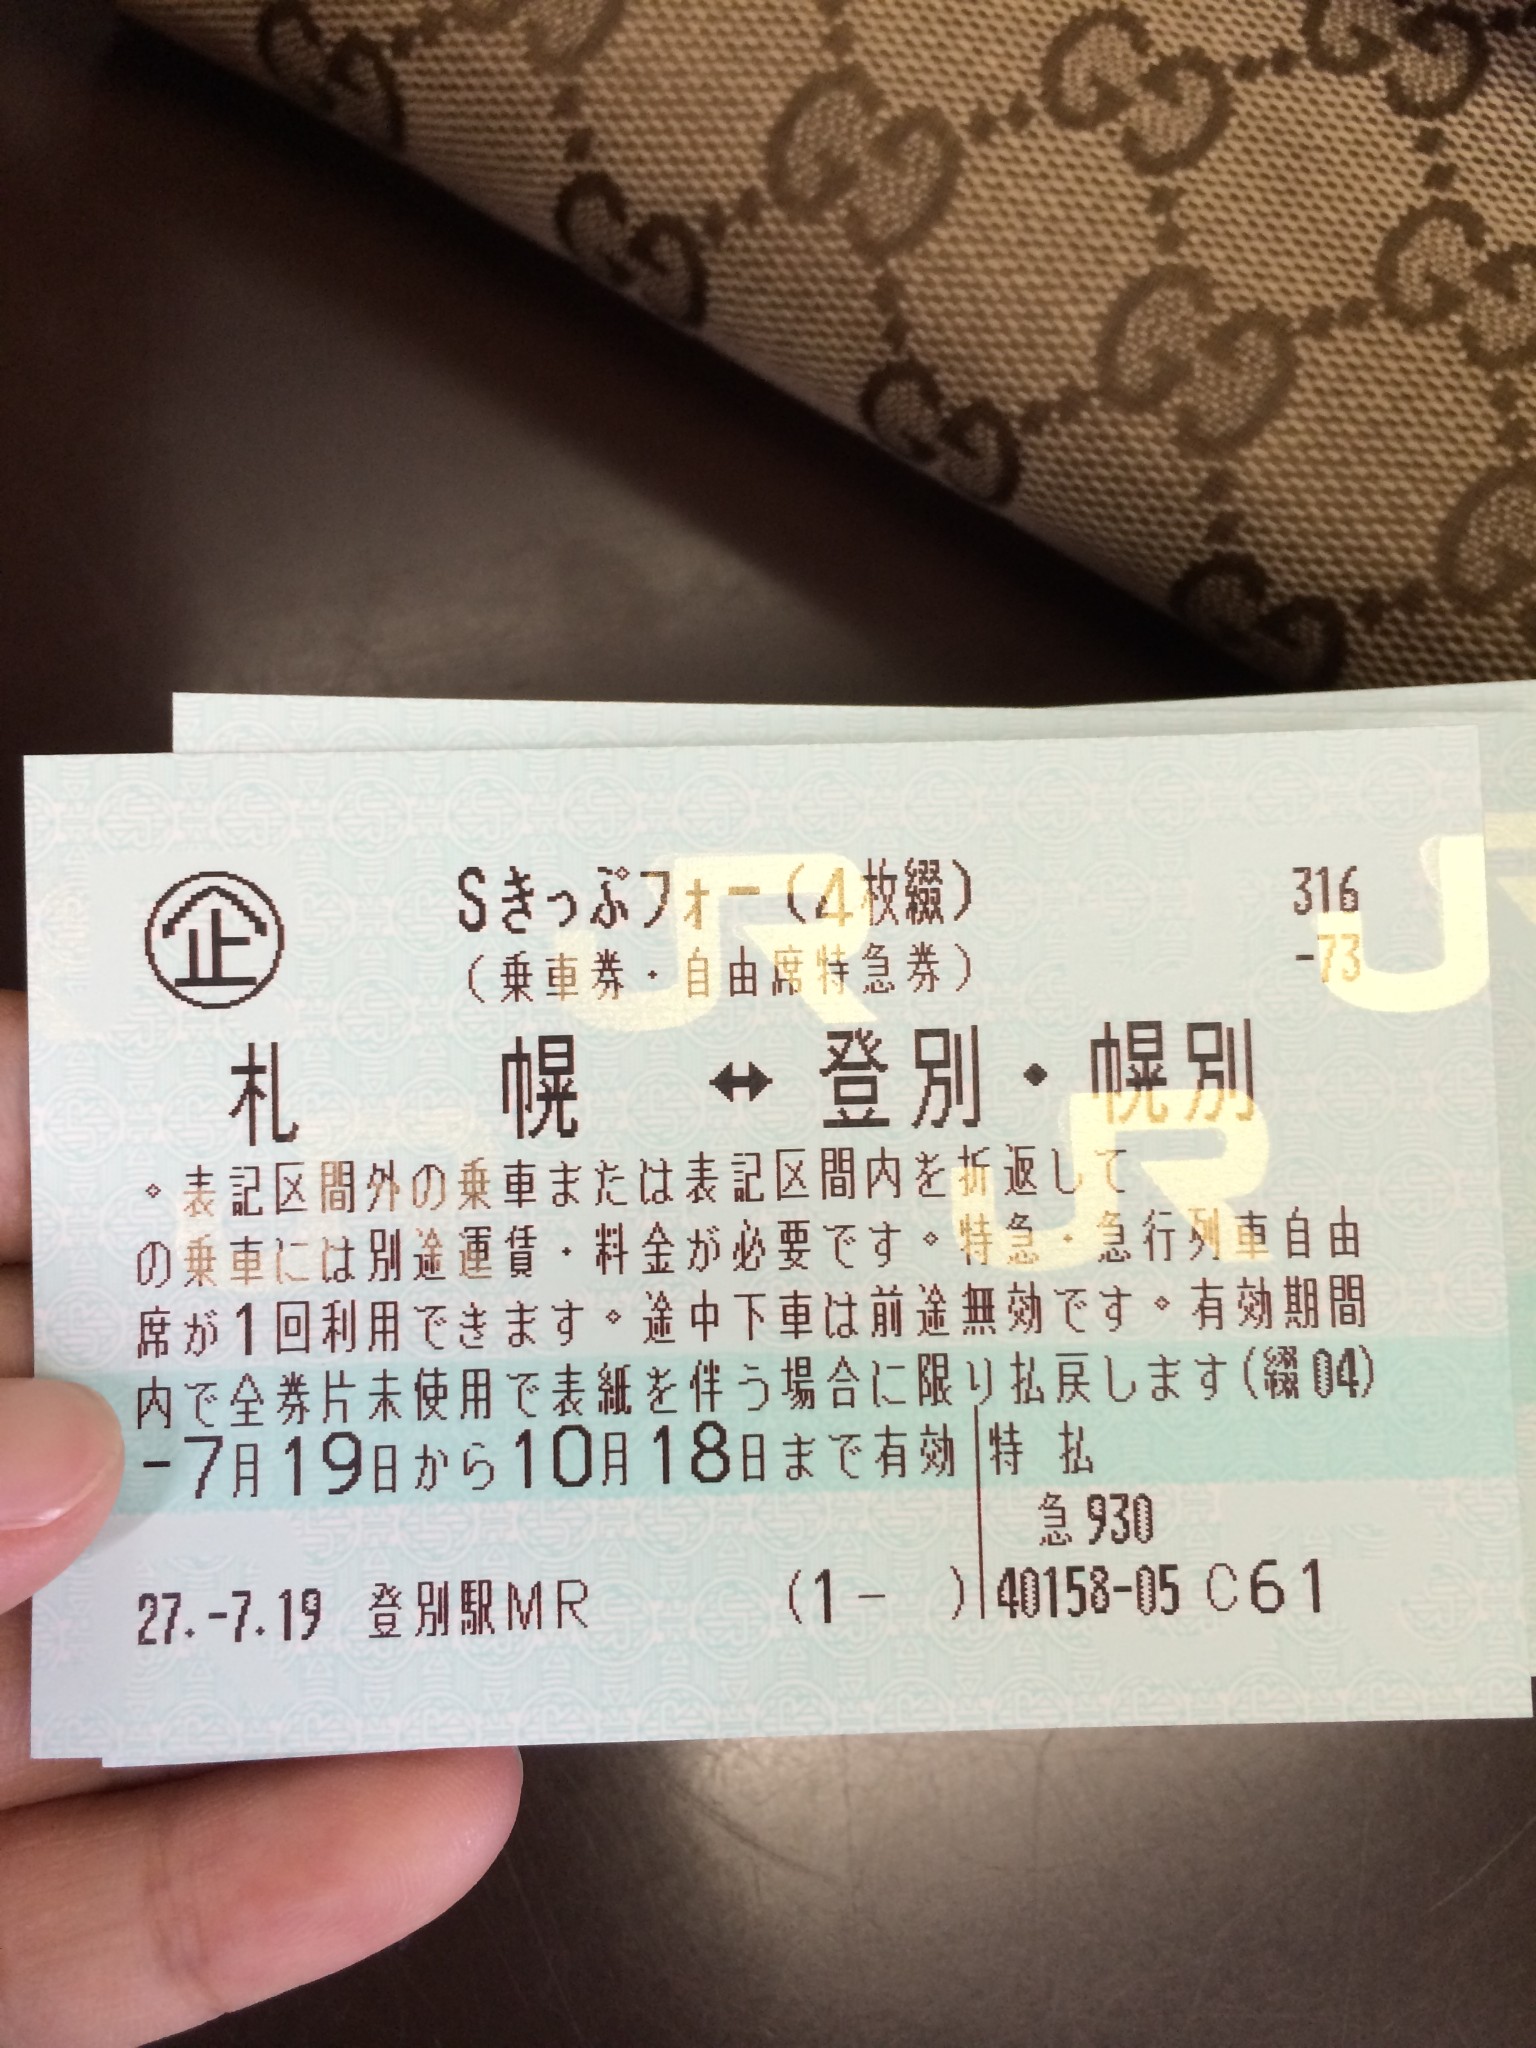 企 Sきっぷフォー(4枚綴) 316
(乗車券・自由席特急券) -73
札幌 ↔ 登別・幌別
。表記区間外の乗車または表記区間内を折返して
の乗車には別途運賃・料金が必要です。特急・急行列車自由
席が1回利用できます。途中下車は前途無効です。有効期間
内で全券片未使用で表紙を伴う場合に限り払戻します(綴04)
-7月19日から10月18日まで有効 特 払
急930
27.-7.19 登別駅MR (1- ) 40158-05 C61
JR
JR